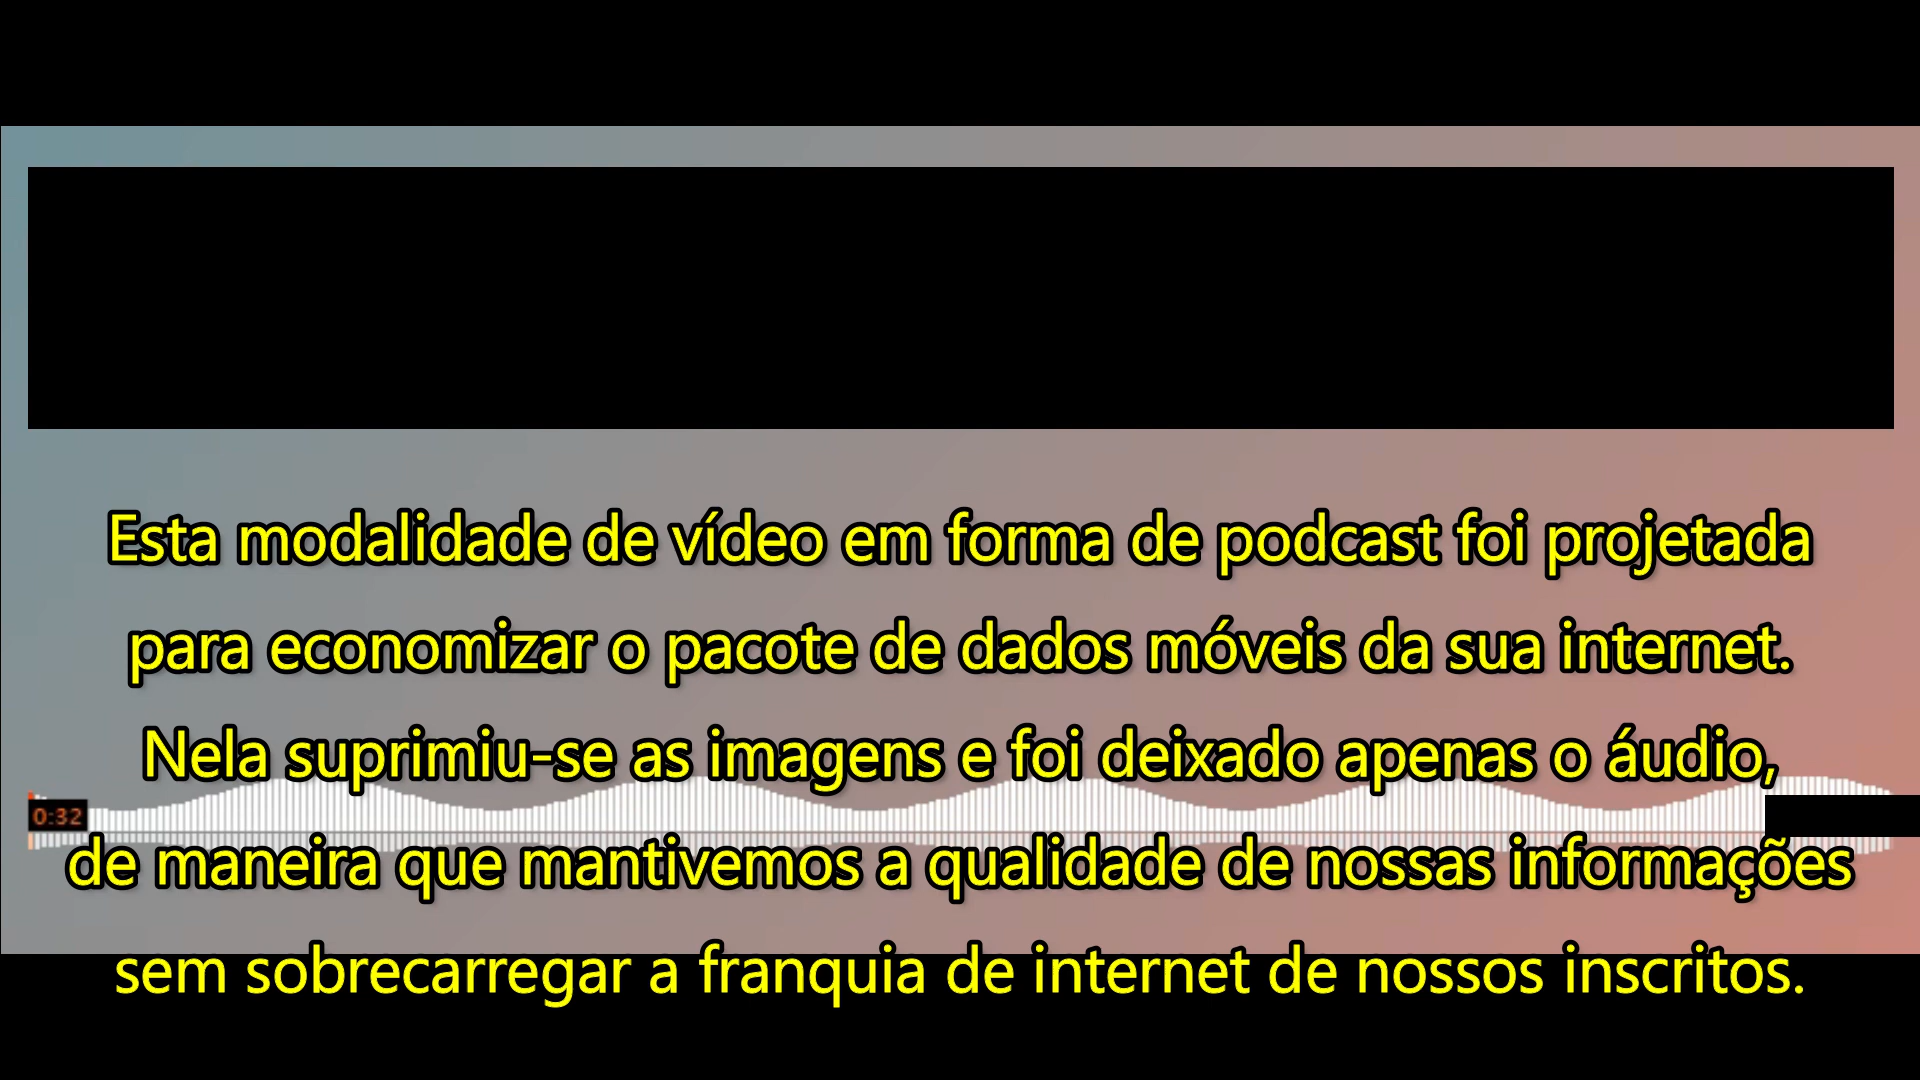 Esta modalidade de vídeo em forma de podcast foi projetada
para economizar o pacote de dados móveis da sua internet.
Nela suprimiu-se as imagens e foi deixado apenas o áudio,
0:32
de maneira que mantivemos a qualidade de nossas informações
sem sobrecarregar a franquia de internet de nossos inscritos.